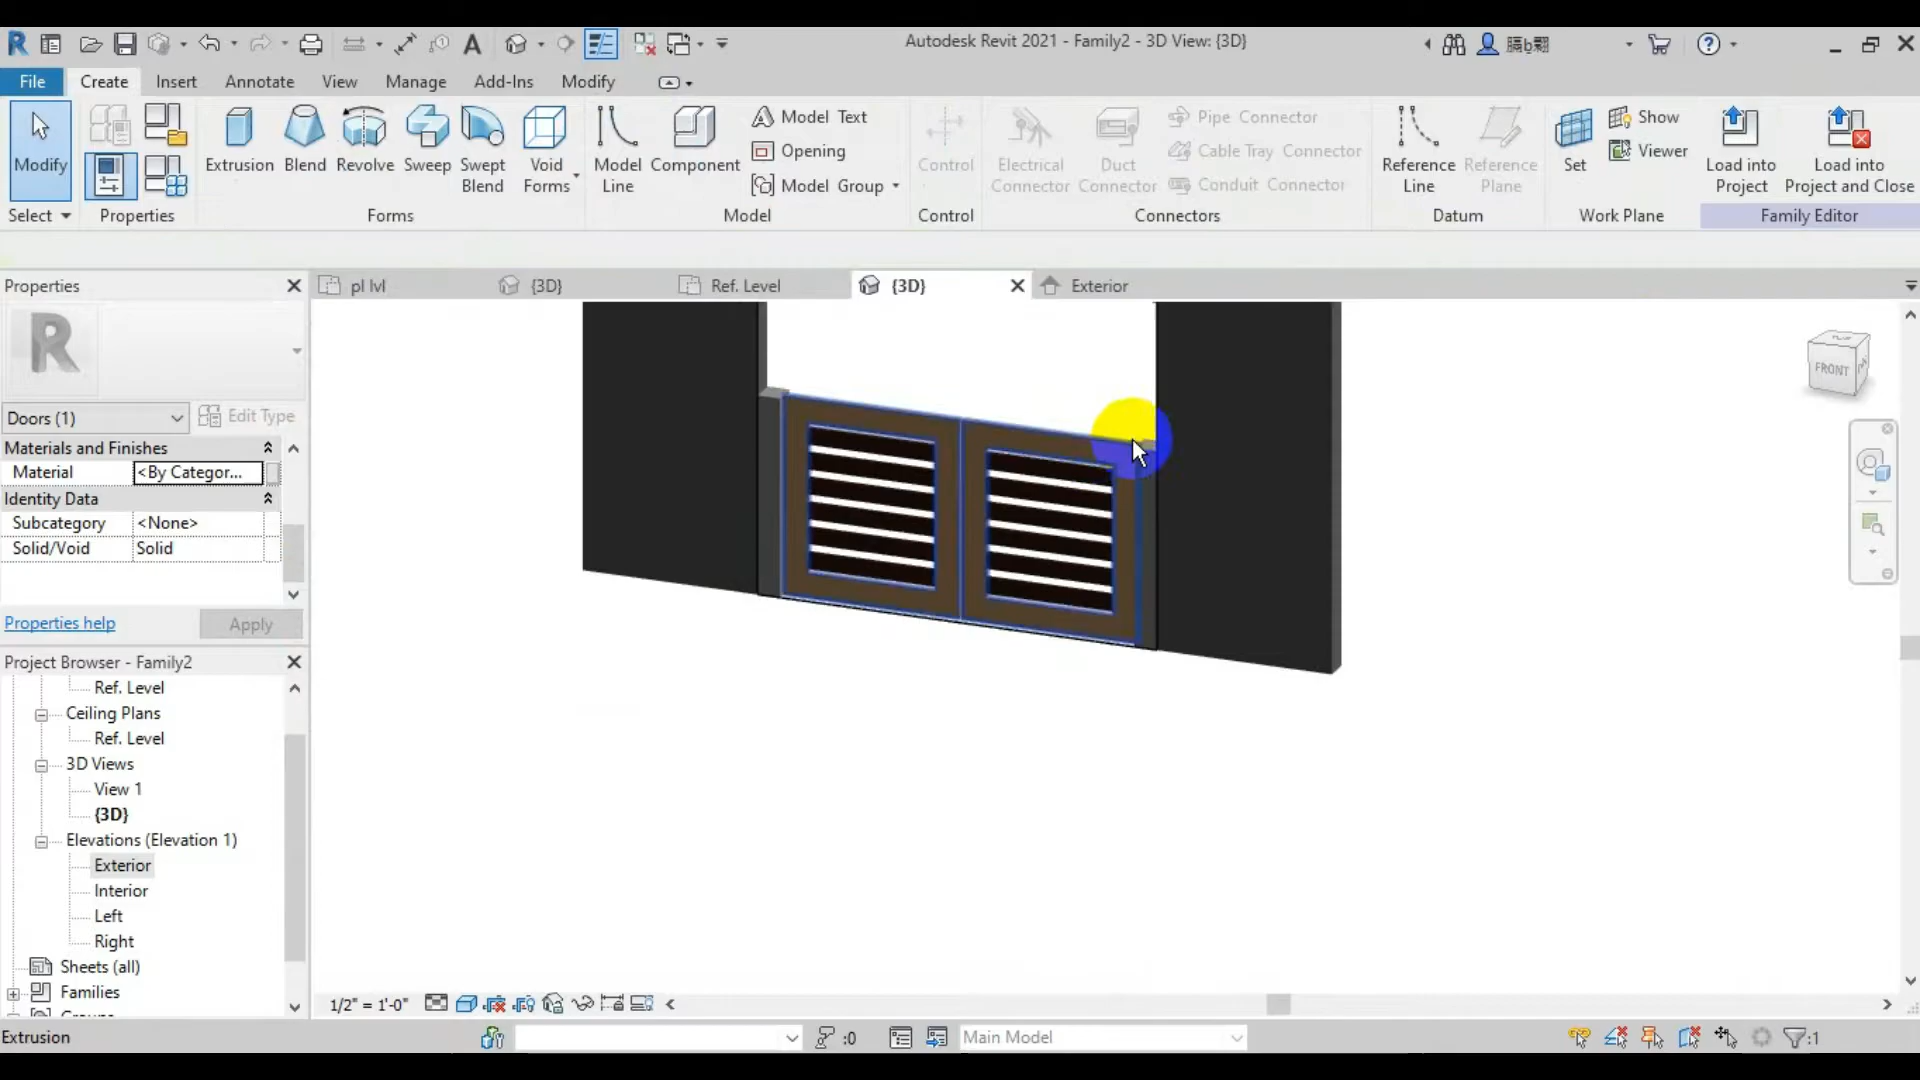 Autodesk Revit 2021 - Family2 - 3D View: {3D}
File
Create
Insert
Annotate
View
Manage
Add-Ins
Modify
Modify
Extrusion
Blend
Revolve
Sweep
Swept
Blend
Void
Forms
Model
Line
Component
Model Text
Opening
Model Group
Control
Electrical
Connector
Duct
Connector
Pipe Connector
Cable Tray Connector
Conduit Connector
Reference
Line
Reference
Plane
Set
Show
Viewer
Load into
Project
Load into
Project and Close
Select
Properties
Forms
Model
Control
Connectors
Datum
Work Plane
Family Editor
Properties
pl lvl
{3D}
Ref. Level
{3D}
Exterior
FRONT
Doors (1)
Edit Type
Materials and Finishes
Material
<By Categor...
Identity Data
Subcategory
<None>
Solid/Void
Solid
Properties help
Apply
Project Browser - Family2
Ref. Level
Ceiling Plans
Ref. Level
3D Views
View 1
{3D}
Elevations (Elevation 1)
Exterior
Interior
Left
Right
Sheets (all)
Families
1/2" = 1'-0"
Extrusion
:0
Main Model
:1